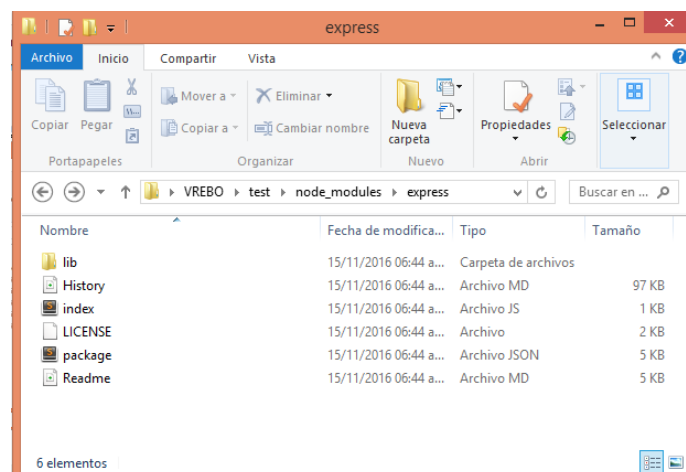 express
Archivo Inicio Compartir Vista
Copiar Pegar Mover a Eliminar Nueva carpeta Propiedades Seleccionar
Copiar a Cambiar nombre
Portapapeles Organizar Nuevo Abrir
VREBO test node_modules express Buscar en ...
Nombre Fecha de modifica... Tipo Tamaño
lib 15/11/2016 06:44 a... Carpeta de archivos
History 15/11/2016 06:44 a... Archivo MD 97 KB
index 15/11/2016 06:44 a... Archivo JS 1 KB
LICENSE 15/11/2016 06:44 a... Archivo 2 KB
package 15/11/2016 06:44 a... Archivo JSON 5 KB
Readme 15/11/2016 06:44 a... Archivo MD 5 KB
6 elementos